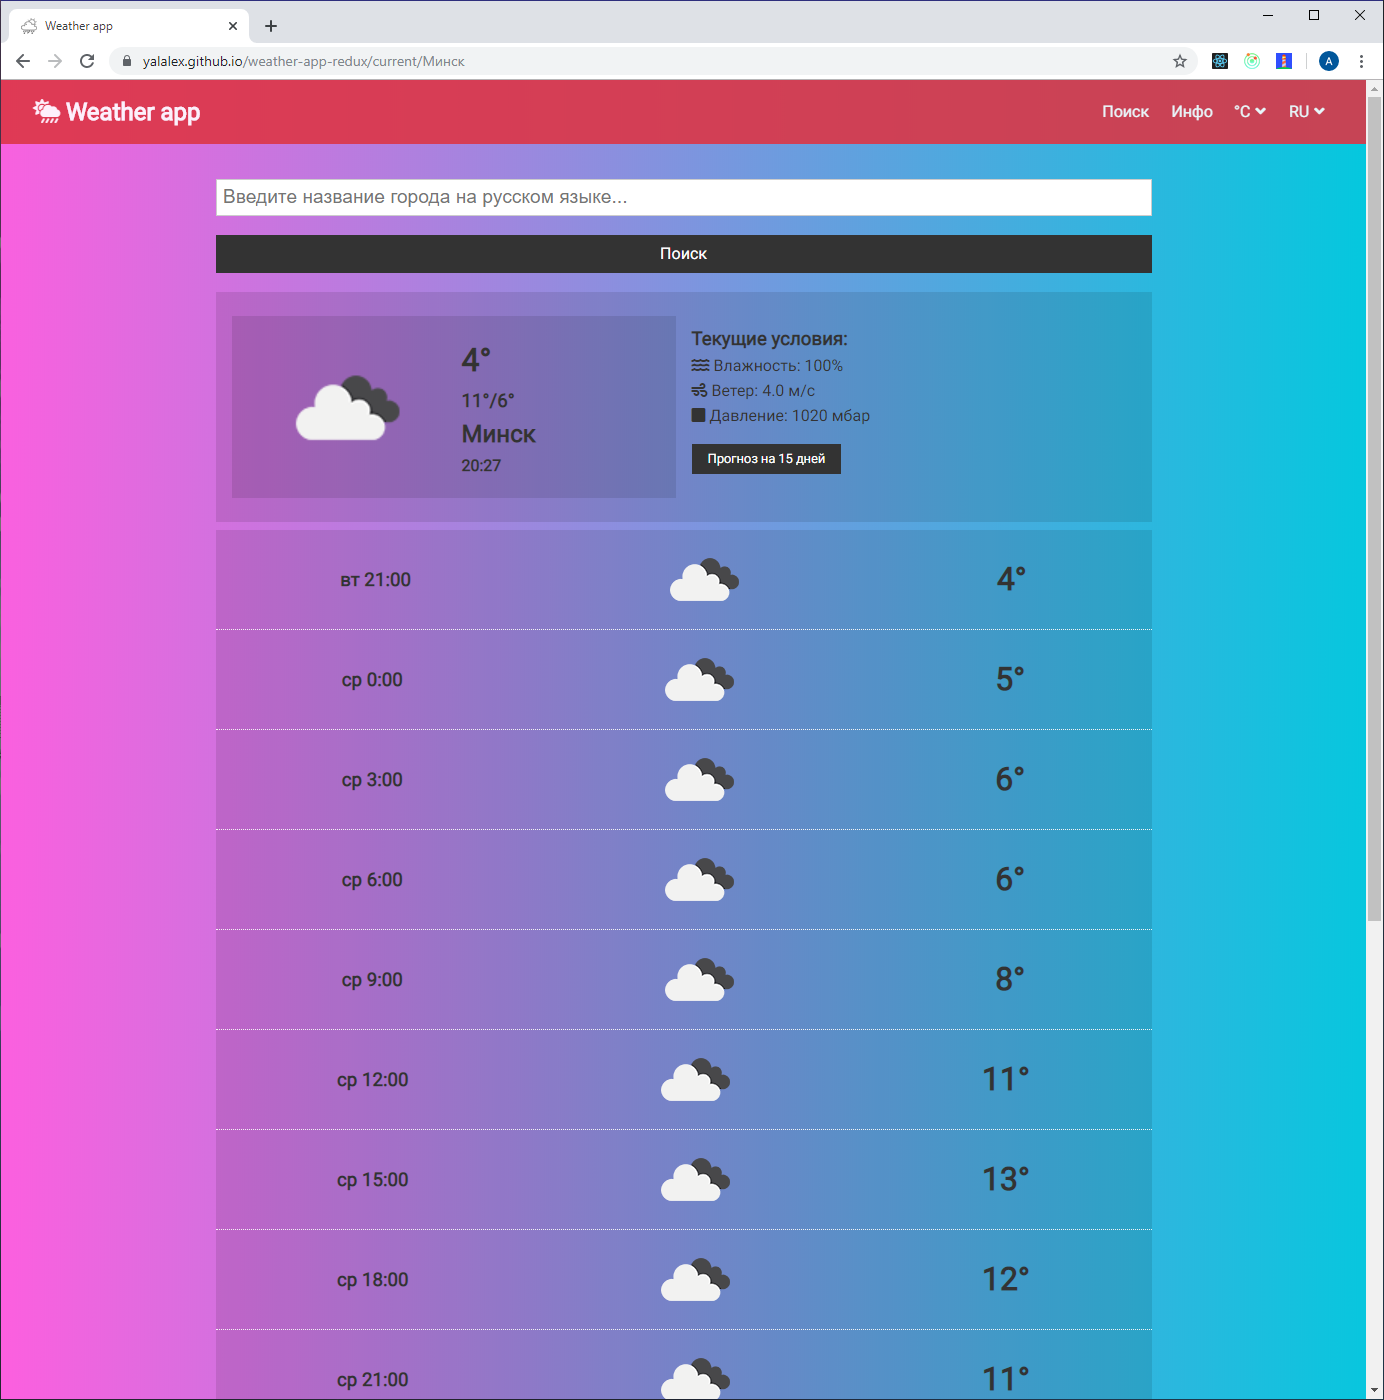 Weather app
yalalex.github.io/weather-app-redux/current/Минск
A
Weather app
Поиск Инфо °C RU
Введите название города на русском языке...
Поиск
4°
11°/6°
Минск
20:27
Текущие условия:
Влажность: 100%
Ветер: 4.0 м/с
Давление: 1020 мбар
Прогноз на 15 дней
вт 21:00 4°
ср 0:00 5°
ср 3:00 6°
ср 6:00 6°
ср 9:00 8°
ср 12:00 11°
ср 15:00 13°
ср 18:00 12°
ср 21:00 11°